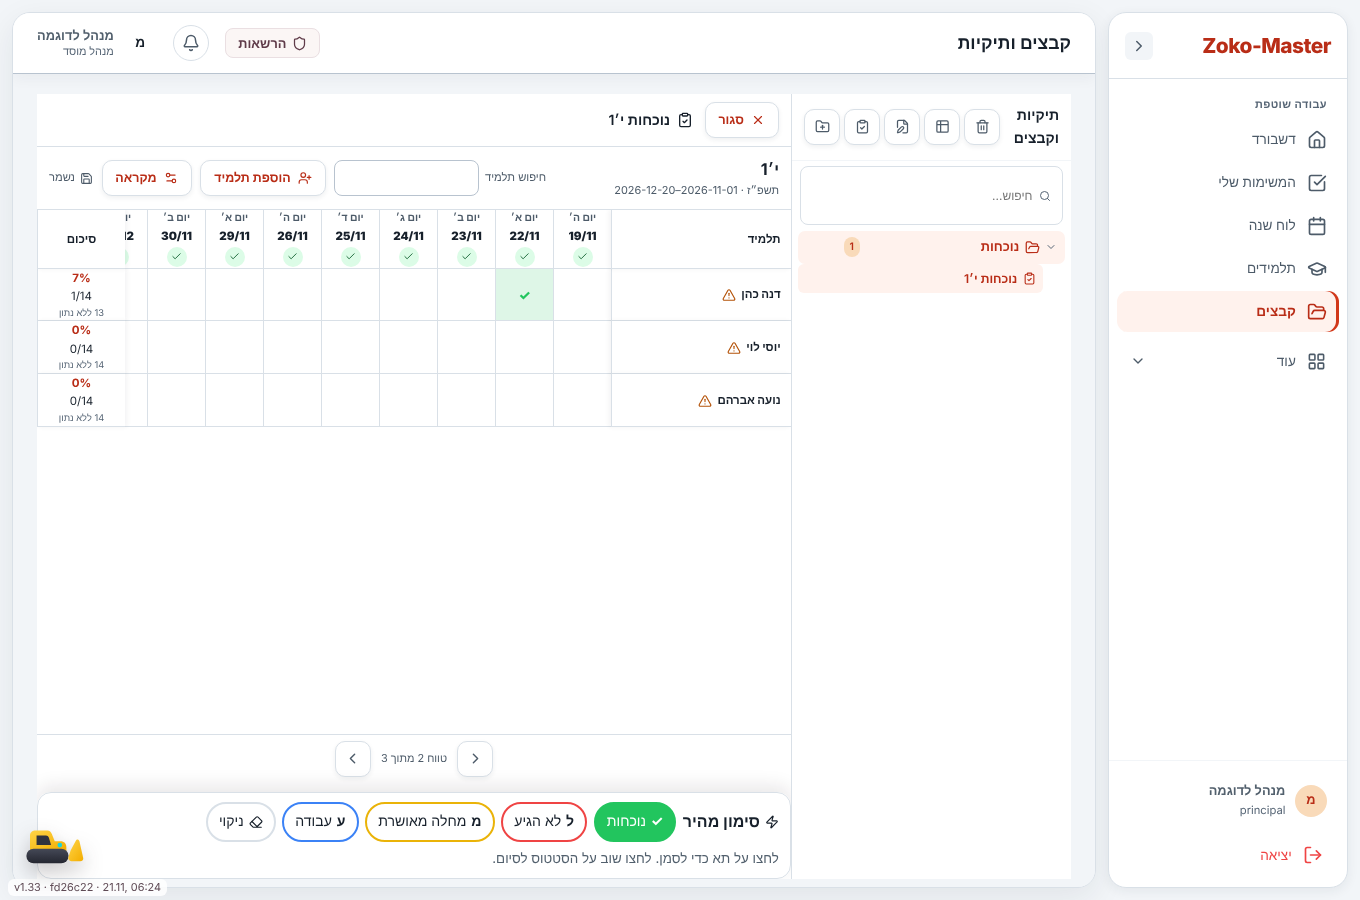 Zoko-Master
עבודה שוטפת
דשבורד
המשימות שלי
לוח שנה
תלמידים
קבצים
עוד
מ
מנהל לדוגמה
principal
יציאה
קבצים ותיקיות
הרשאות
מ
מנהל לדוגמה
מנהל מוסד
תיקיות וקבצים
חיפוש...
נוכחות
1
נוכחות י׳1
סגור
נוכחות י׳1
י׳1
תשפ״ז · 2026-12-20–2026-11-01
חיפוש תלמיד
הוספת תלמיד
מקראה
נשמר
תלמיד
יום ה׳ 19/11
יום א׳ 22/11
יום ב׳ 23/11
יום ג׳ 24/11
יום ד׳ 25/11
יום ה׳ 26/11
יום א׳ 29/11
יום ב׳ 30/11
סיכום
דנה כהן
7%
1/14
13 ללא נתון
יוסי לוי
0%
0/14
14 ללא נתון
נועה אברהם
0%
0/14
14 ללא נתון
טווח 2 מתוך 3
סימון מהיר
נוכחות
ל לא הגיע
מ מחלה מאושרת
ע עבודה
ניקוי
לחצו על תא כדי לסמן. לחצו שוב על הסטטוס לסיום.
v1.33 · fd26c22 · 21.11, 06:24